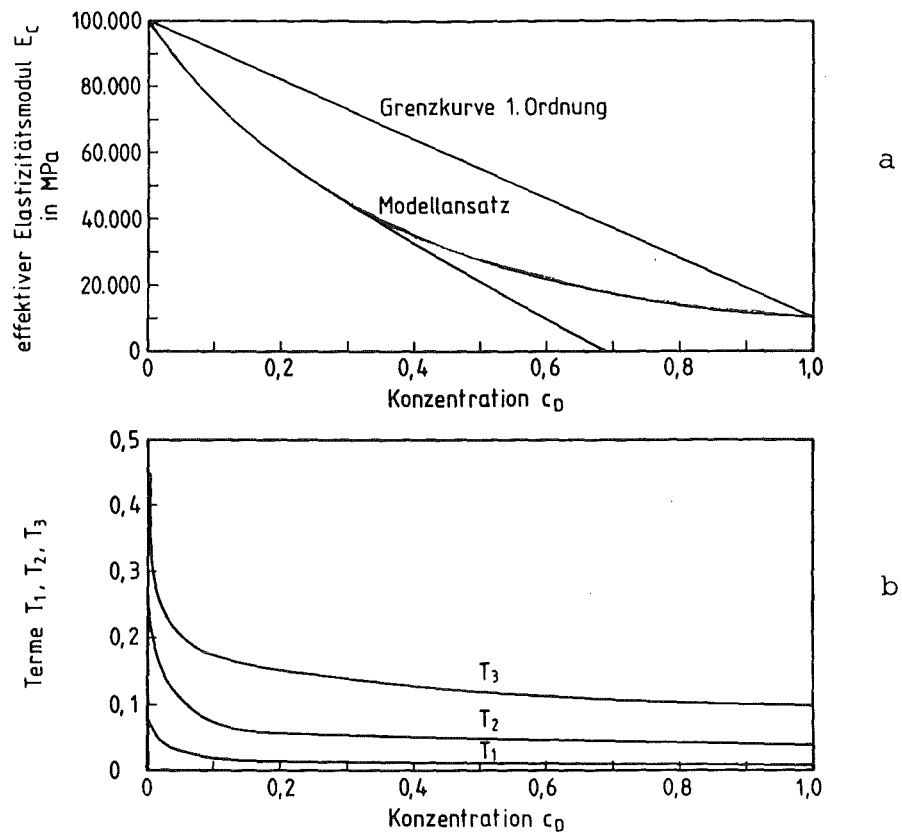 effektiver Elastizitätsmodul E_C
in MPa
100.000
80.000
60.000
40.000
20.000
0
Grenzkurve 1. Ordnung
Modellansatz
0 0,2 0,4 0,6 0,8 1,0
Konzentration c_D
a
Terme T_1, T_2, T_3
0,5
0,4
0,3
0,2
0,1
0
T_3
T_2
T_1
0 0,2 0,4 0,6 0,8 1,0
Konzentration c_D
b